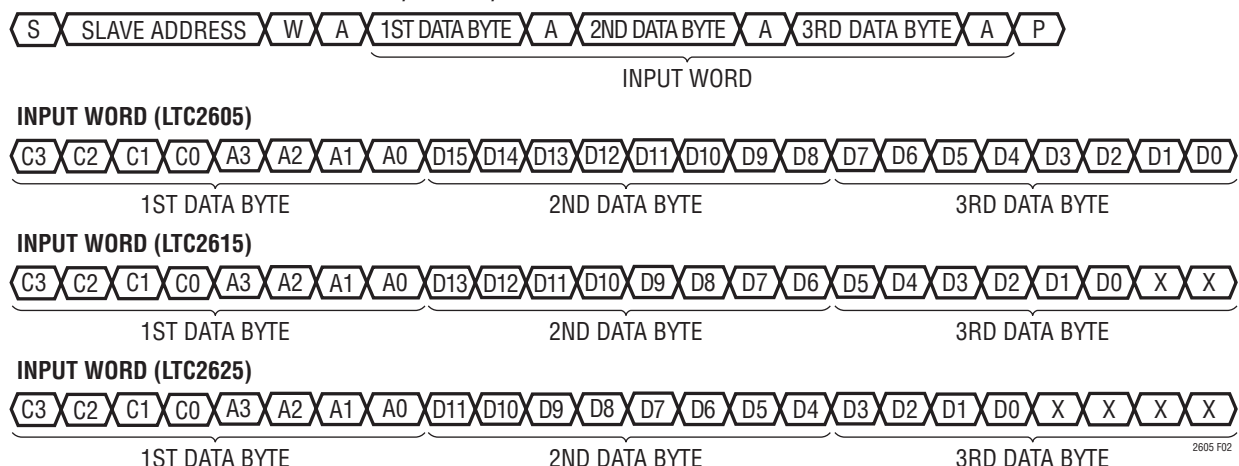 S SLAVE ADDRESS W A 1ST DATA BYTE A 2ND DATA BYTE A 3RD DATA BYTE A P
INPUT WORD
INPUT WORD (LTC2605)
C3 C2 C1 C0 A3 A2 A1 A0 D15 D14 D13 D12 D11 D10 D9 D8 D7 D6 D5 D4 D3 D2 D1 D0
1ST DATA BYTE 2ND DATA BYTE 3RD DATA BYTE
INPUT WORD (LTC2615)
C3 C2 C1 C0 A3 A2 A1 A0 D13 D12 D11 D10 D9 D8 D7 D6 D5 D4 D3 D2 D1 D0 X X
1ST DATA BYTE 2ND DATA BYTE 3RD DATA BYTE
INPUT WORD (LTC2625)
C3 C2 C1 C0 A3 A2 A1 A0 D11 D10 D9 D8 D7 D6 D5 D4 D3 D2 D1 D0 X X X X
1ST DATA BYTE 2ND DATA BYTE 3RD DATA BYTE
2605 F02